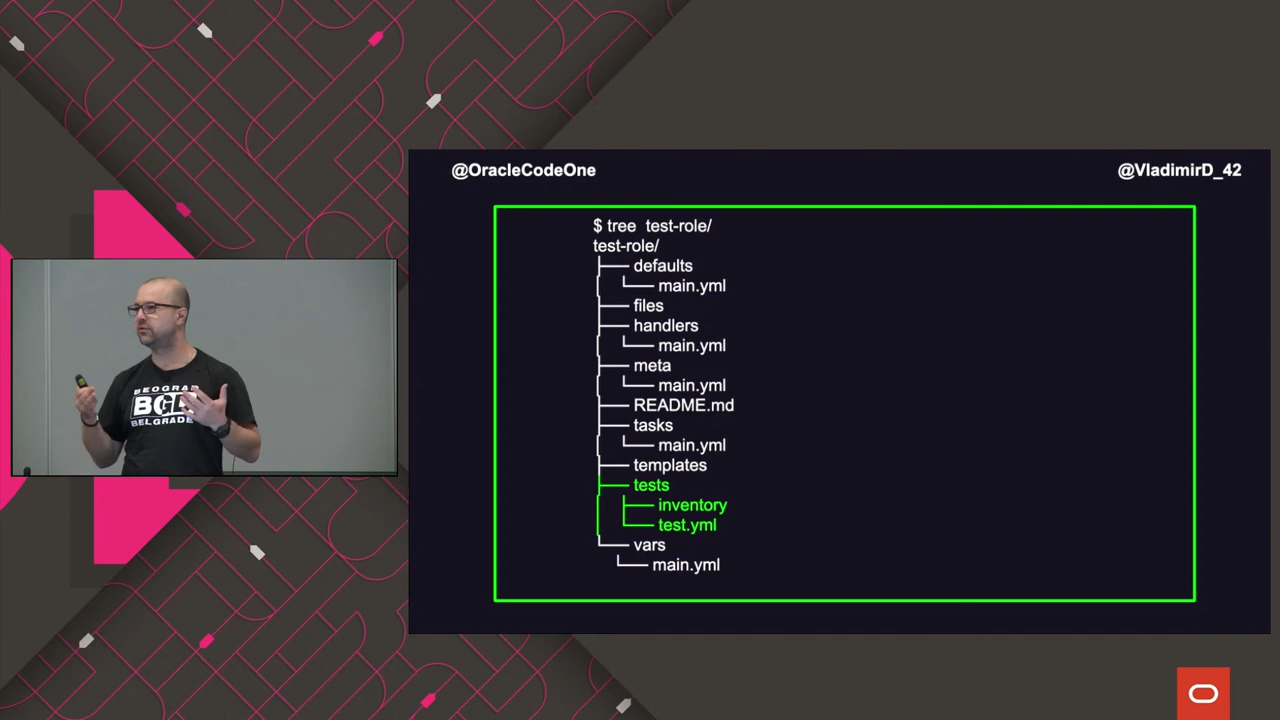 @OracleCodeOne
@VladimirD_42
$ tree  test-role/
test-role/
├── defaults
│   └── main.yml
├── files
├── handlers
│   └── main.yml
├── meta
│   └── main.yml
├── README.md
├── tasks
│   └── main.yml
├── templates
├── tests
│   ├── inventory
│   └── test.yml
└── vars
    └── main.yml
BEOGRAD
BGD
BELGRADE